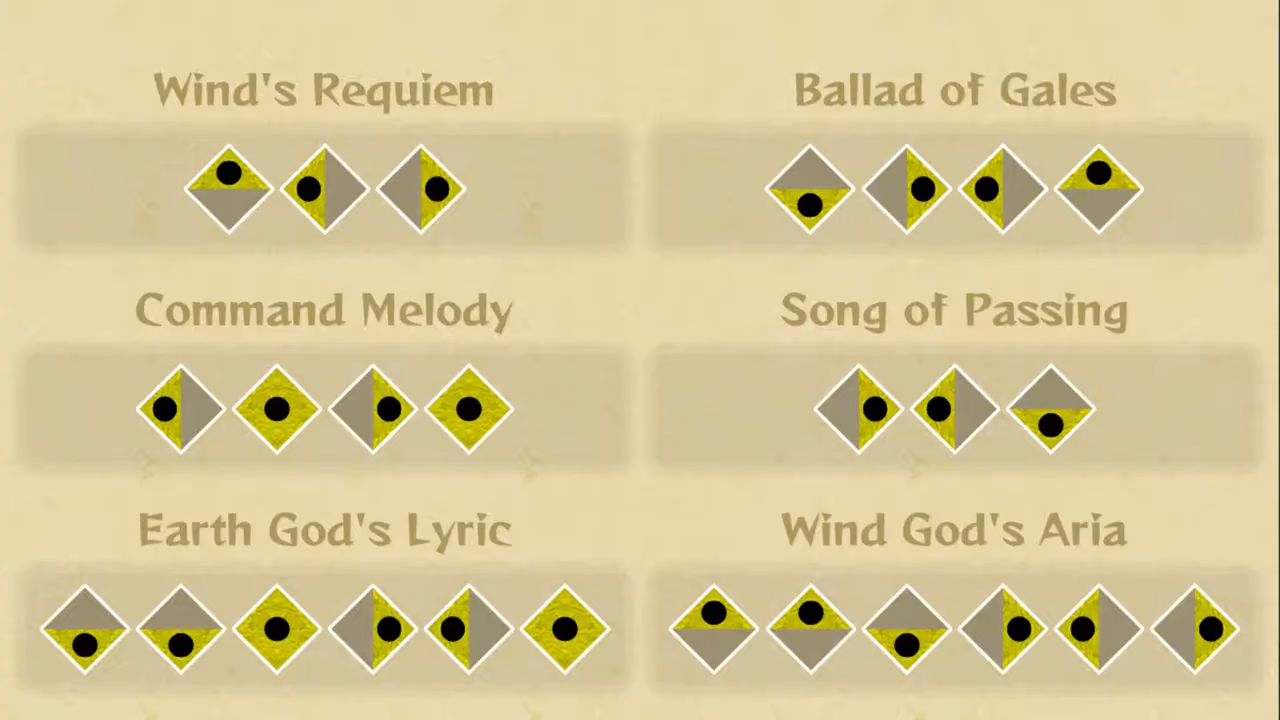 Wind's Requiem
Ballad of Gales
Command Melody
Song of Passing
Earth God's Lyric
Wind God's Aria